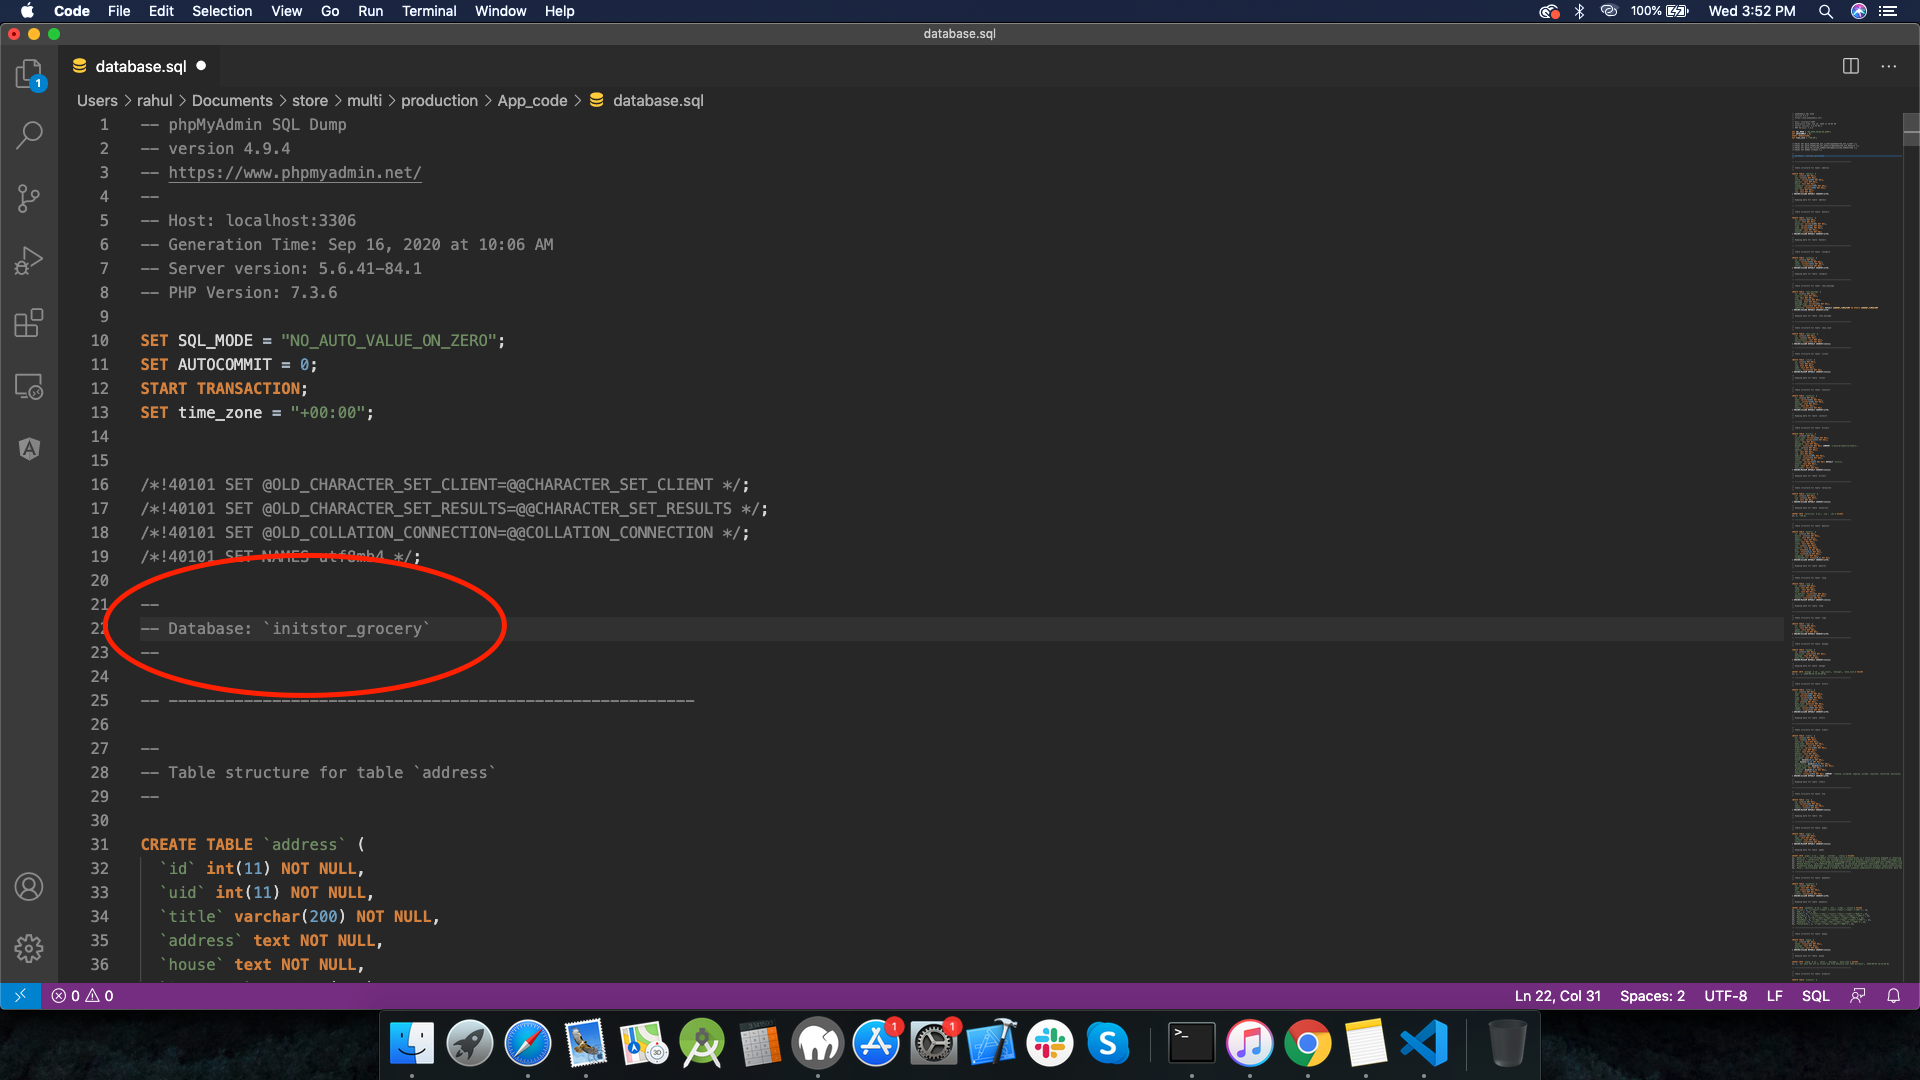 Code File Edit Selection View Go Run Terminal Window Help 100% Wed 3:52 PM
database.sql
database.sql
1
Users > rahul > Documents > store > multi > production > App_code > database.sql
1 -- phpMyAdmin SQL Dump
2 -- version 4.9.4
3 -- https://www.phpmyadmin.net/
4 --
5 -- Host: localhost:3306
6 -- Generation Time: Sep 16, 2020 at 10:06 AM
7 -- Server version: 5.6.41-84.1
8 -- PHP Version: 7.3.6
9
10 SET SQL_MODE = "NO_AUTO_VALUE_ON_ZERO";
11 SET AUTOCOMMIT = 0;
12 START TRANSACTION;
13 SET time_zone = "+00:00";
14
15
16 /*!40101 SET @OLD_CHARACTER_SET_CLIENT=@@CHARACTER_SET_CLIENT */;
17 /*!40101 SET @OLD_CHARACTER_SET_RESULTS=@@CHARACTER_SET_RESULTS */;
18 /*!40101 SET @OLD_COLLATION_CONNECTION=@@COLLATION_CONNECTION */;
19 /*!40101 SET NAMES utf8mb4 */;
20
21 --
22 -- Database: `initstor_grocery`
23 --
24
25 -- --------------------------------------------------------
26
27 --
28 -- Table structure for table `address`
29 --
30
31 CREATE TABLE `address` (
32 `id` int(11) NOT NULL,
33 `uid` int(11) NOT NULL,
34 `title` varchar(200) NOT NULL,
35 `address` text NOT NULL,
36 `house` text NOT NULL,
0 0 Ln 22, Col 31 Spaces: 2 UTF-8 LF SQL
3D 1 1